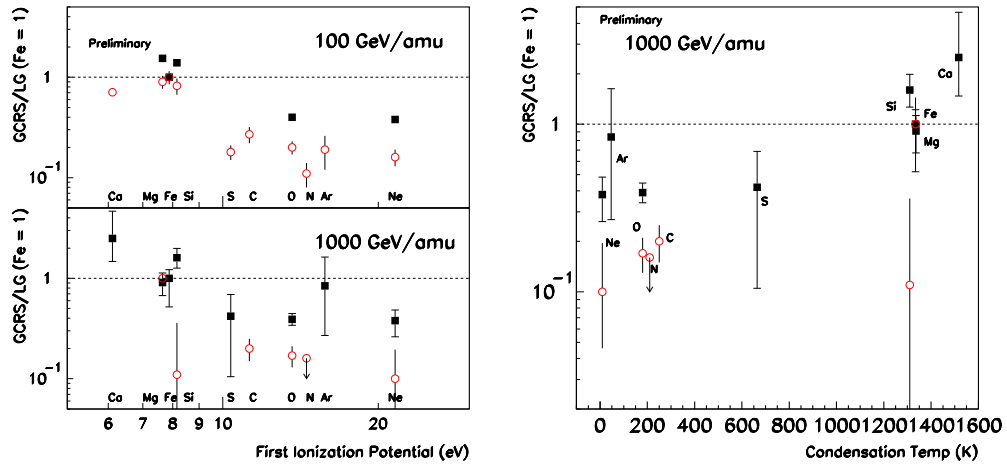 GCRS/LG (Fe = 1)
Preliminary
100 GeV/amu
1
10⁻¹
Ca Mg Fe Si S C O N Ar Ne
GCRS/LG (Fe = 1)
1000 GeV/amu
1
10⁻¹
Ca Mg Fe Si S C O N Ar Ne
6 7 8 9 10 20
First Ionization Potential (eV)
GCRS/LG (Fe = 1)
Preliminary
1000 GeV/amu
Ca
Si
Fe
Mg
1
Ar
S
O
C
Ne
N
10⁻¹
0 200 400 600 800 1000 1200 1400 1600
Condensation Temp (K)